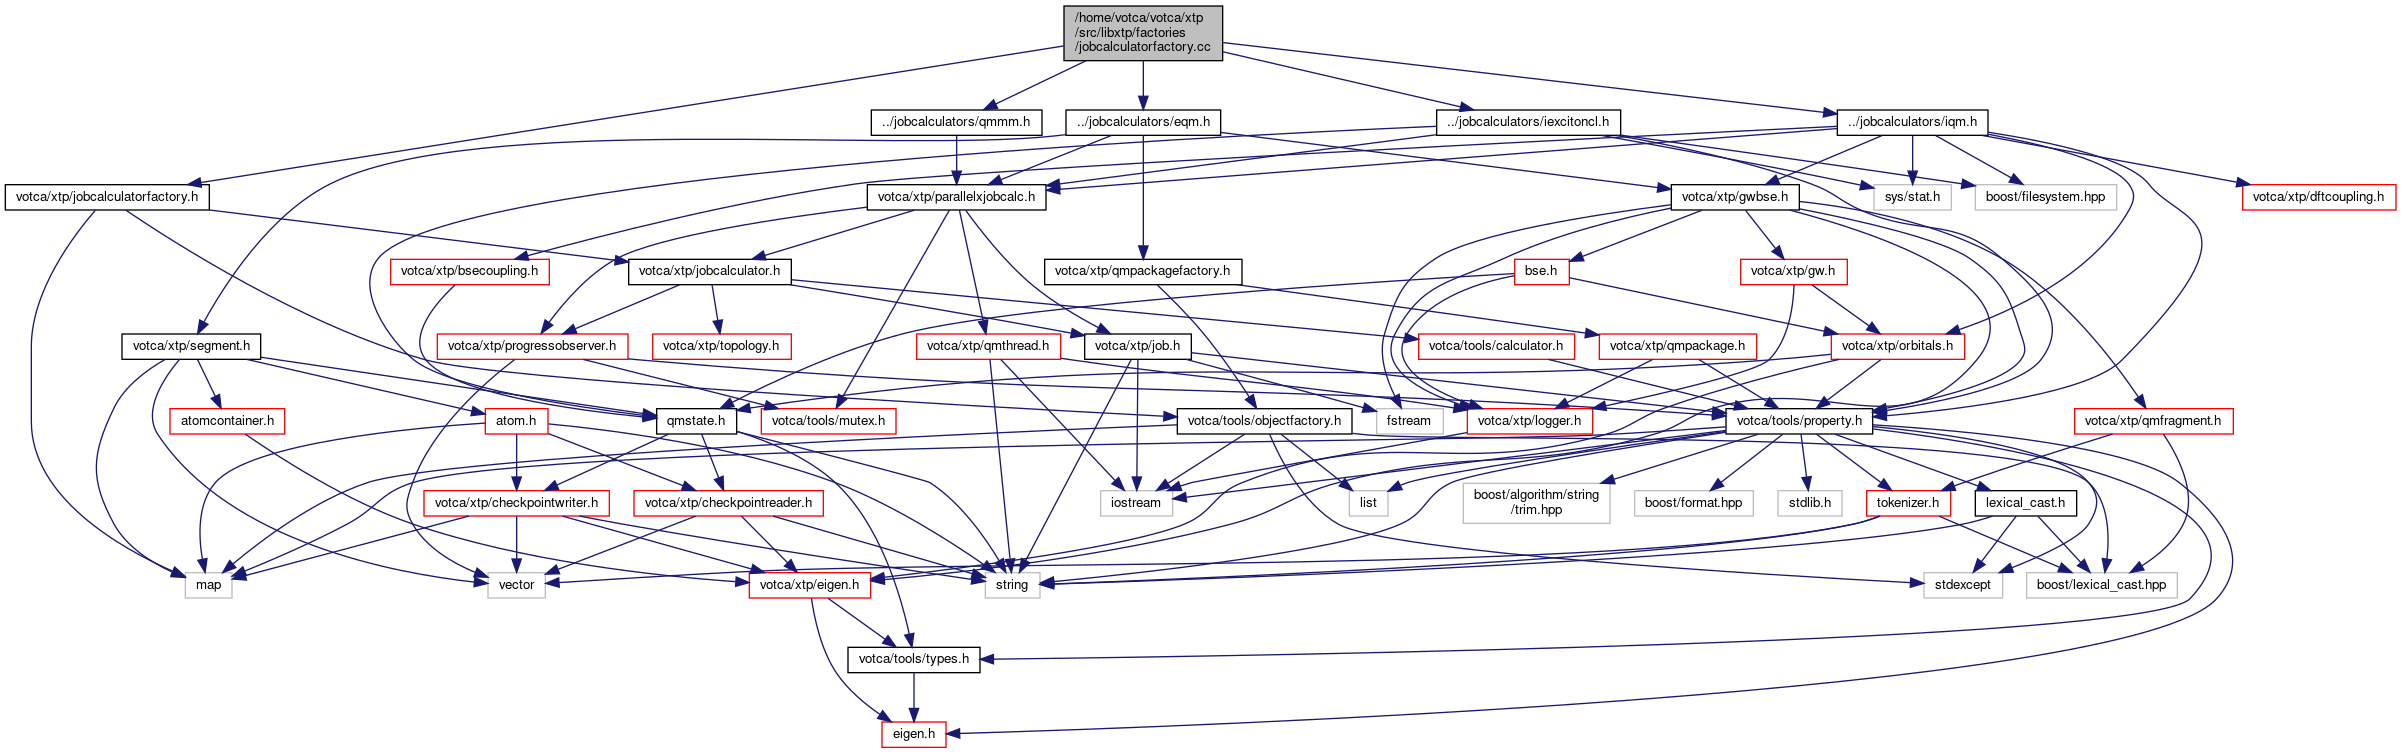 /home/votca/votca/xtp
/src/libxtp/factories
/jobcalculatorfactory.cc
../jobcalculators/qmmm.h
../jobcalculators/eqm.h
../jobcalculators/iexcitoncl.h
../jobcalculators/iqm.h
votca/xtp/jobcalculatorfactory.h
votca/xtp/parallelxjobcalc.h
votca/xtp/gwbse.h
sys/stat.h
boost/filesystem.hpp
votca/xtp/dftcoupling.h
votca/xtp/bsecoupling.h
votca/xtp/jobcalculator.h
votca/xtp/qmpackagefactory.h
bse.h
votca/xtp/gw.h
votca/xtp/segment.h
votca/xtp/progressobserver.h
votca/xtp/topology.h
votca/xtp/qmthread.h
votca/xtp/job.h
votca/tools/calculator.h
votca/xtp/qmpackage.h
votca/xtp/orbitals.h
atomcontainer.h
atom.h
qmstate.h
votca/tools/mutex.h
votca/tools/objectfactory.h
fstream
votca/xtp/logger.h
votca/tools/property.h
votca/xtp/qmfragment.h
votca/xtp/checkpointwriter.h
votca/xtp/checkpointreader.h
iostream
list
boost/algorithm/string
/trim.hpp
boost/format.hpp
stdlib.h
tokenizer.h
lexical_cast.h
map
vector
votca/xtp/eigen.h
string
stdexcept
boost/lexical_cast.hpp
votca/tools/types.h
eigen.h